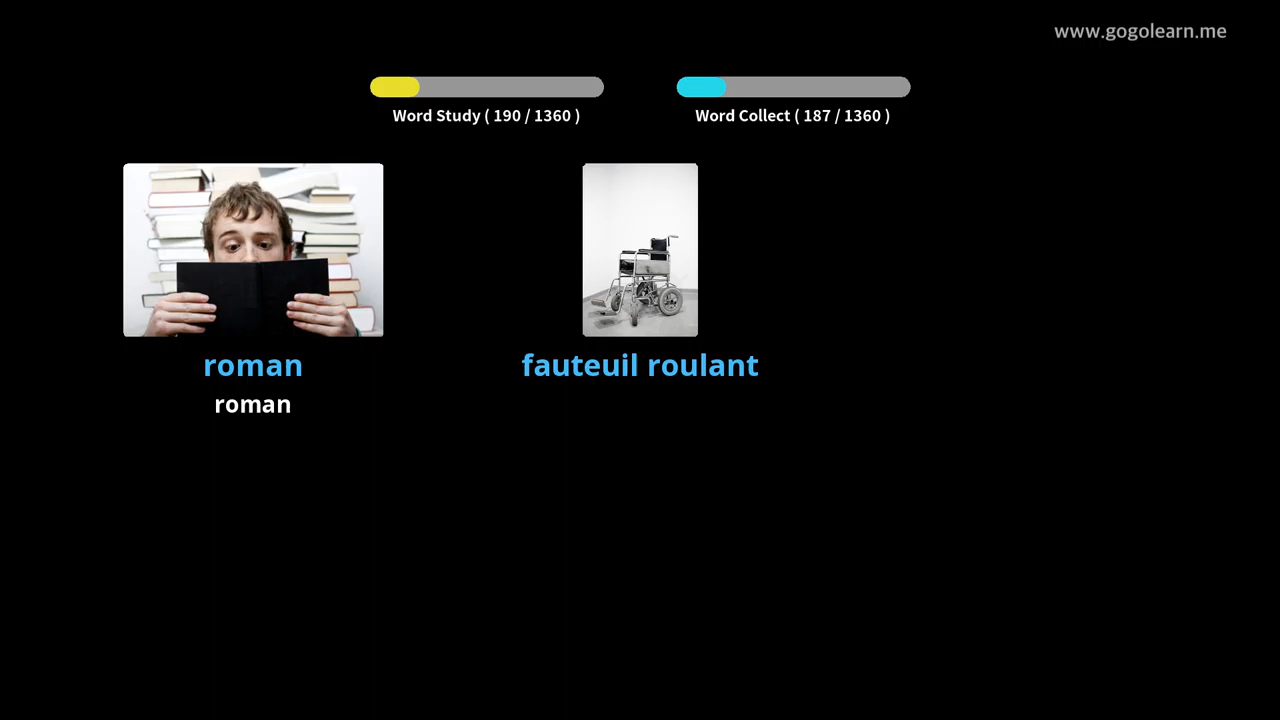 www.gogolearn.me
Word Study ( 190 / 1360 )
Word Collect ( 187 / 1360 )
roman
roman
fauteuil roulant